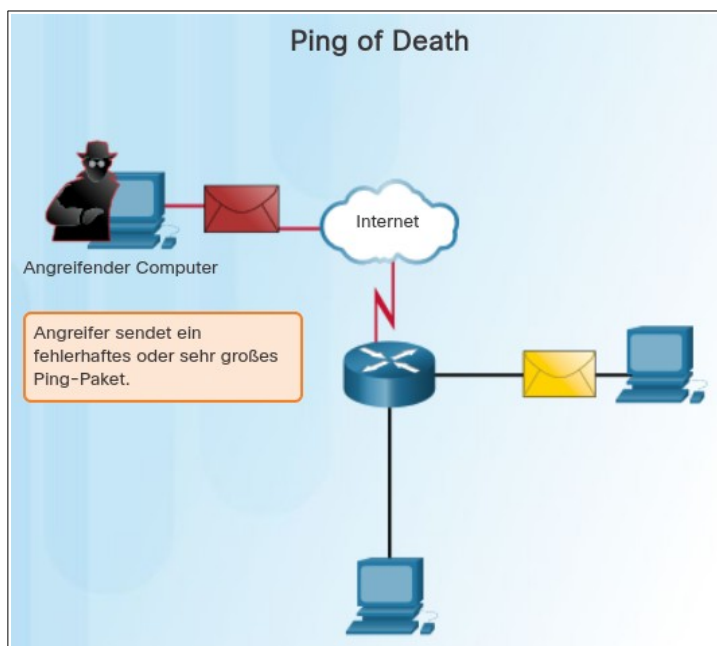 Ping of Death
Internet
Angreifender Computer
Angreifer sendet ein
fehlerhaftes oder sehr großes
Ping-Paket.